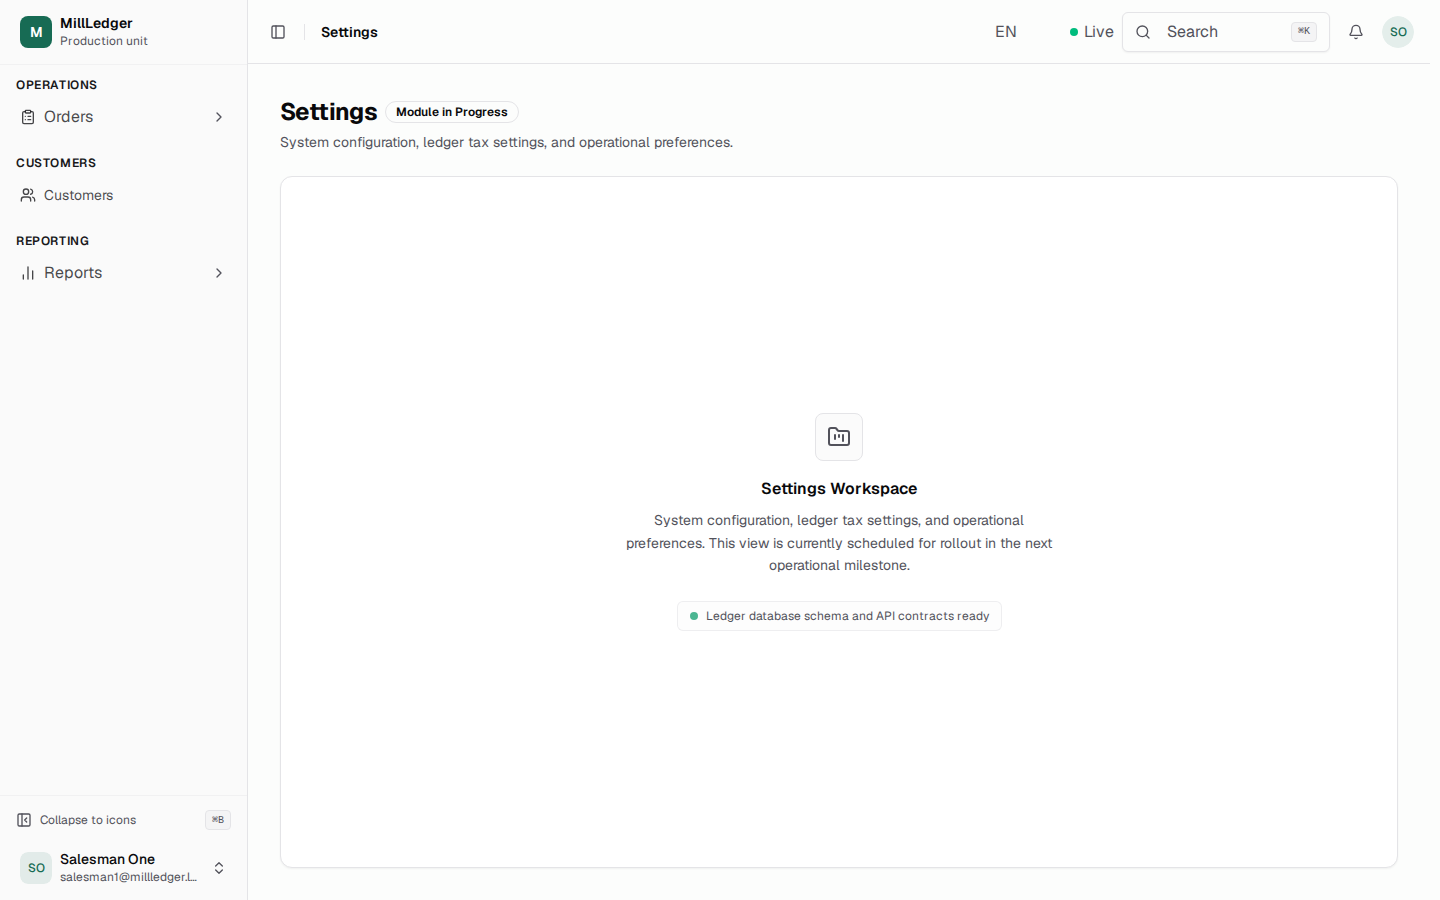 MillLedger
Production unit
OPERATIONS
Orders
CUSTOMERS
Customers
REPORTING
Reports
Collapse to icons
⌘B
SO
Salesman One
salesman1@millledger.l...
M
Settings
EN
Live
Search
⌘K
SO
Settings
Module in Progress
System configuration, ledger tax settings, and operational preferences.
Settings Workspace
System configuration, ledger tax settings, and operational
preferences. This view is currently scheduled for rollout in the next
operational milestone.
Ledger database schema and API contracts ready